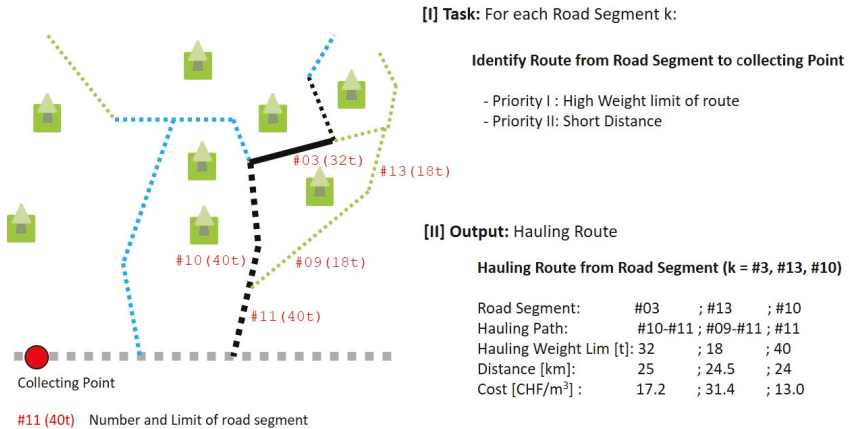 [I] Task: For each Road Segment k:
Identify Route from Road Segment to collecting Point
- Priority I : High Weight limit of route
- Priority II: Short Distance
#03(32t)
#13(18t)
#10(40t)
#09(18t)
#11(40t)
Collecting Point
#11 (40t) Number and Limit of road segment
[II] Output: Hauling Route
Hauling Route from Road Segment (k = #3, #13, #10)
Road Segment: #03 ; #13 ; #10
Hauling Path: #10-#11 ; #09-#11 ; #11
Hauling Weight Lim [t]: 32 ; 18 ; 40
Distance [km]: 25 ; 24.5 ; 24
Cost [CHF/m³] : 17.2 ; 31.4 ; 13.0